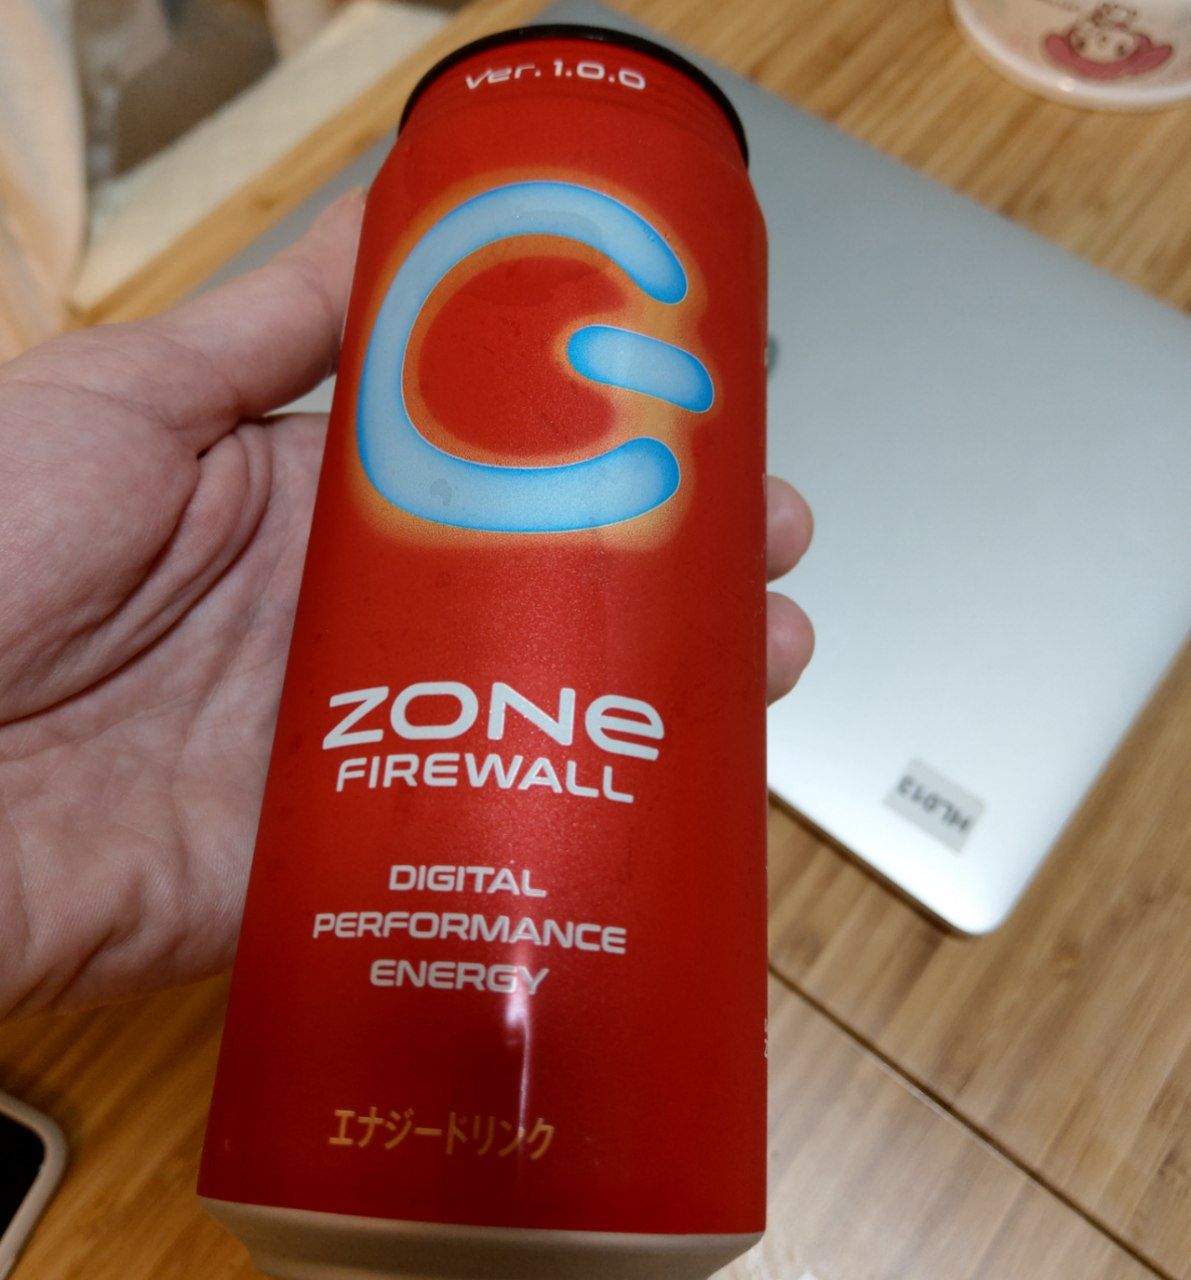 Ver. 1.0.0
ZONe
FIREWALL
DIGITAL
PERFORMANCE
ENERGY
エナジードリンク
HL013